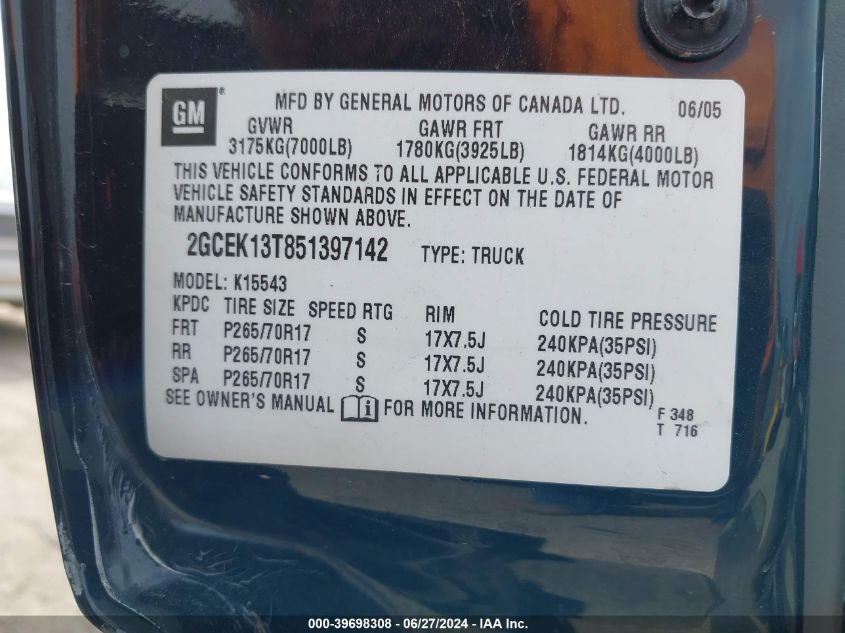 GM
MFD BY GENERAL MOTORS OF CANADA LTD. 06/05
GVWR GAWR FRT GAWR RR
3175KG(7000LB) 1780KG(3925LB) 1814KG(4000LB)
THIS VEHICLE CONFORMS TO ALL APPLICABLE U.S. FEDERAL MOTOR
VEHICLE SAFETY STANDARDS IN EFFECT ON THE DATE OF
MANUFACTURE SHOWN ABOVE.
2GCEK13T851397142 TYPE: TRUCK
MODEL: K15543
KPDC TIRE SIZE SPEED RTG RIM COLD TIRE PRESSURE
FRT P265/70R17 S 17X7.5J 240KPA(35PSI)
RR P265/70R17 S 17X7.5J 240KPA(35PSI)
SPA P265/70R17 S 17X7.5J 240KPA(35PSI)
SEE OWNER'S MANUAL FOR MORE INFORMATION.
F 348
T 716
000-39698308 - 06/27/2024 - IAA, Inc.